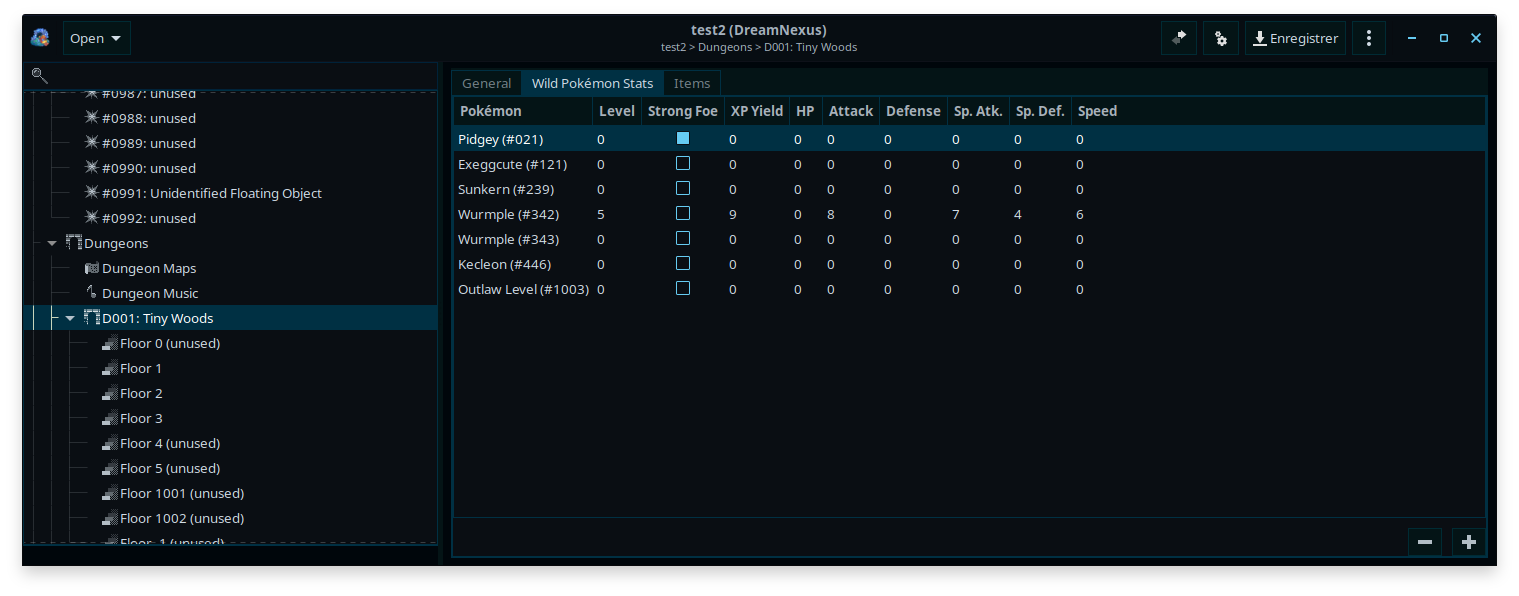 Open
test2 (DreamNexus)
test2 > Dungeons > D001: Tiny Woods
Enregistrer
#0987: unused
#0988: unused
#0989: unused
#0990: unused
#0991: Unidentified Floating Object
#0992: unused
Dungeons
Dungeon Maps
Dungeon Music
D001: Tiny Woods
Floor 0 (unused)
Floor 1
Floor 2
Floor 3
Floor 4 (unused)
Floor 5 (unused)
Floor 1001 (unused)
Floor 1002 (unused)
Floor -1 (unused)
General Wild Pokémon Stats Items
Pokémon Level Strong Foe XP Yield HP Attack Defense Sp. Atk. Sp. Def. Speed
Pidgey (#021) 0 0 0 0 0 0 0 0
Exeggcute (#121) 0 0 0 0 0 0 0 0
Sunkern (#239) 0 0 0 0 0 0 0 0
Wurmple (#342) 5 9 0 8 0 7 4 6
Wurmple (#343) 0 0 0 0 0 0 0 0
Kecleon (#446) 0 0 0 0 0 0 0 0
Outlaw Level (#1003) 0 0 0 0 0 0 0 0